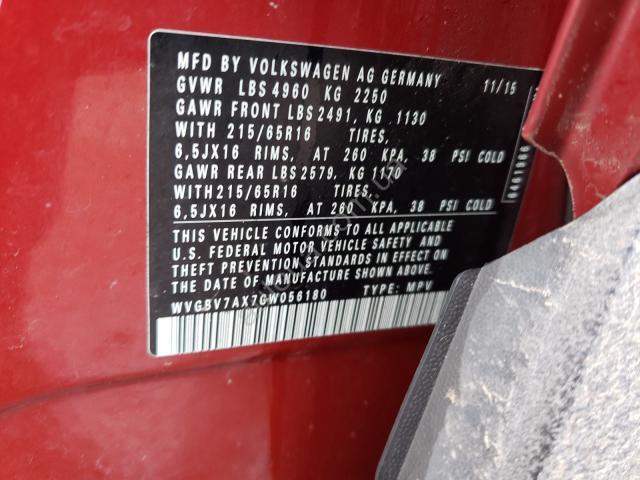 MFD BY VOLKSWAGEN AG GERMANY 11/15
GVWR LBS 4960 KG 2250
GAWR FRONT LBS 2491, KG 1130
WITH 215/65R16 TIRES,
6,5JX16 RIMS, AT 260 KPA, 38 PSI COLD
GAWR REAR LBS 2579, KG 1170
WITH 215/65R16 TIRES,
6,5JX16 RIMS, AT 260 KPA, 38 PSI COLD
THIS VEHICLE CONFORMS TO ALL APPLICABLE
U.S. FEDERAL MOTOR VEHICLE SAFETY AND
THEFT PREVENTION STANDARDS IN EFFECT ON
THE DATE OF MANUFACTURE SHOWN ABOVE.
WVGBV7AX7GW056180 TYPE: MPV